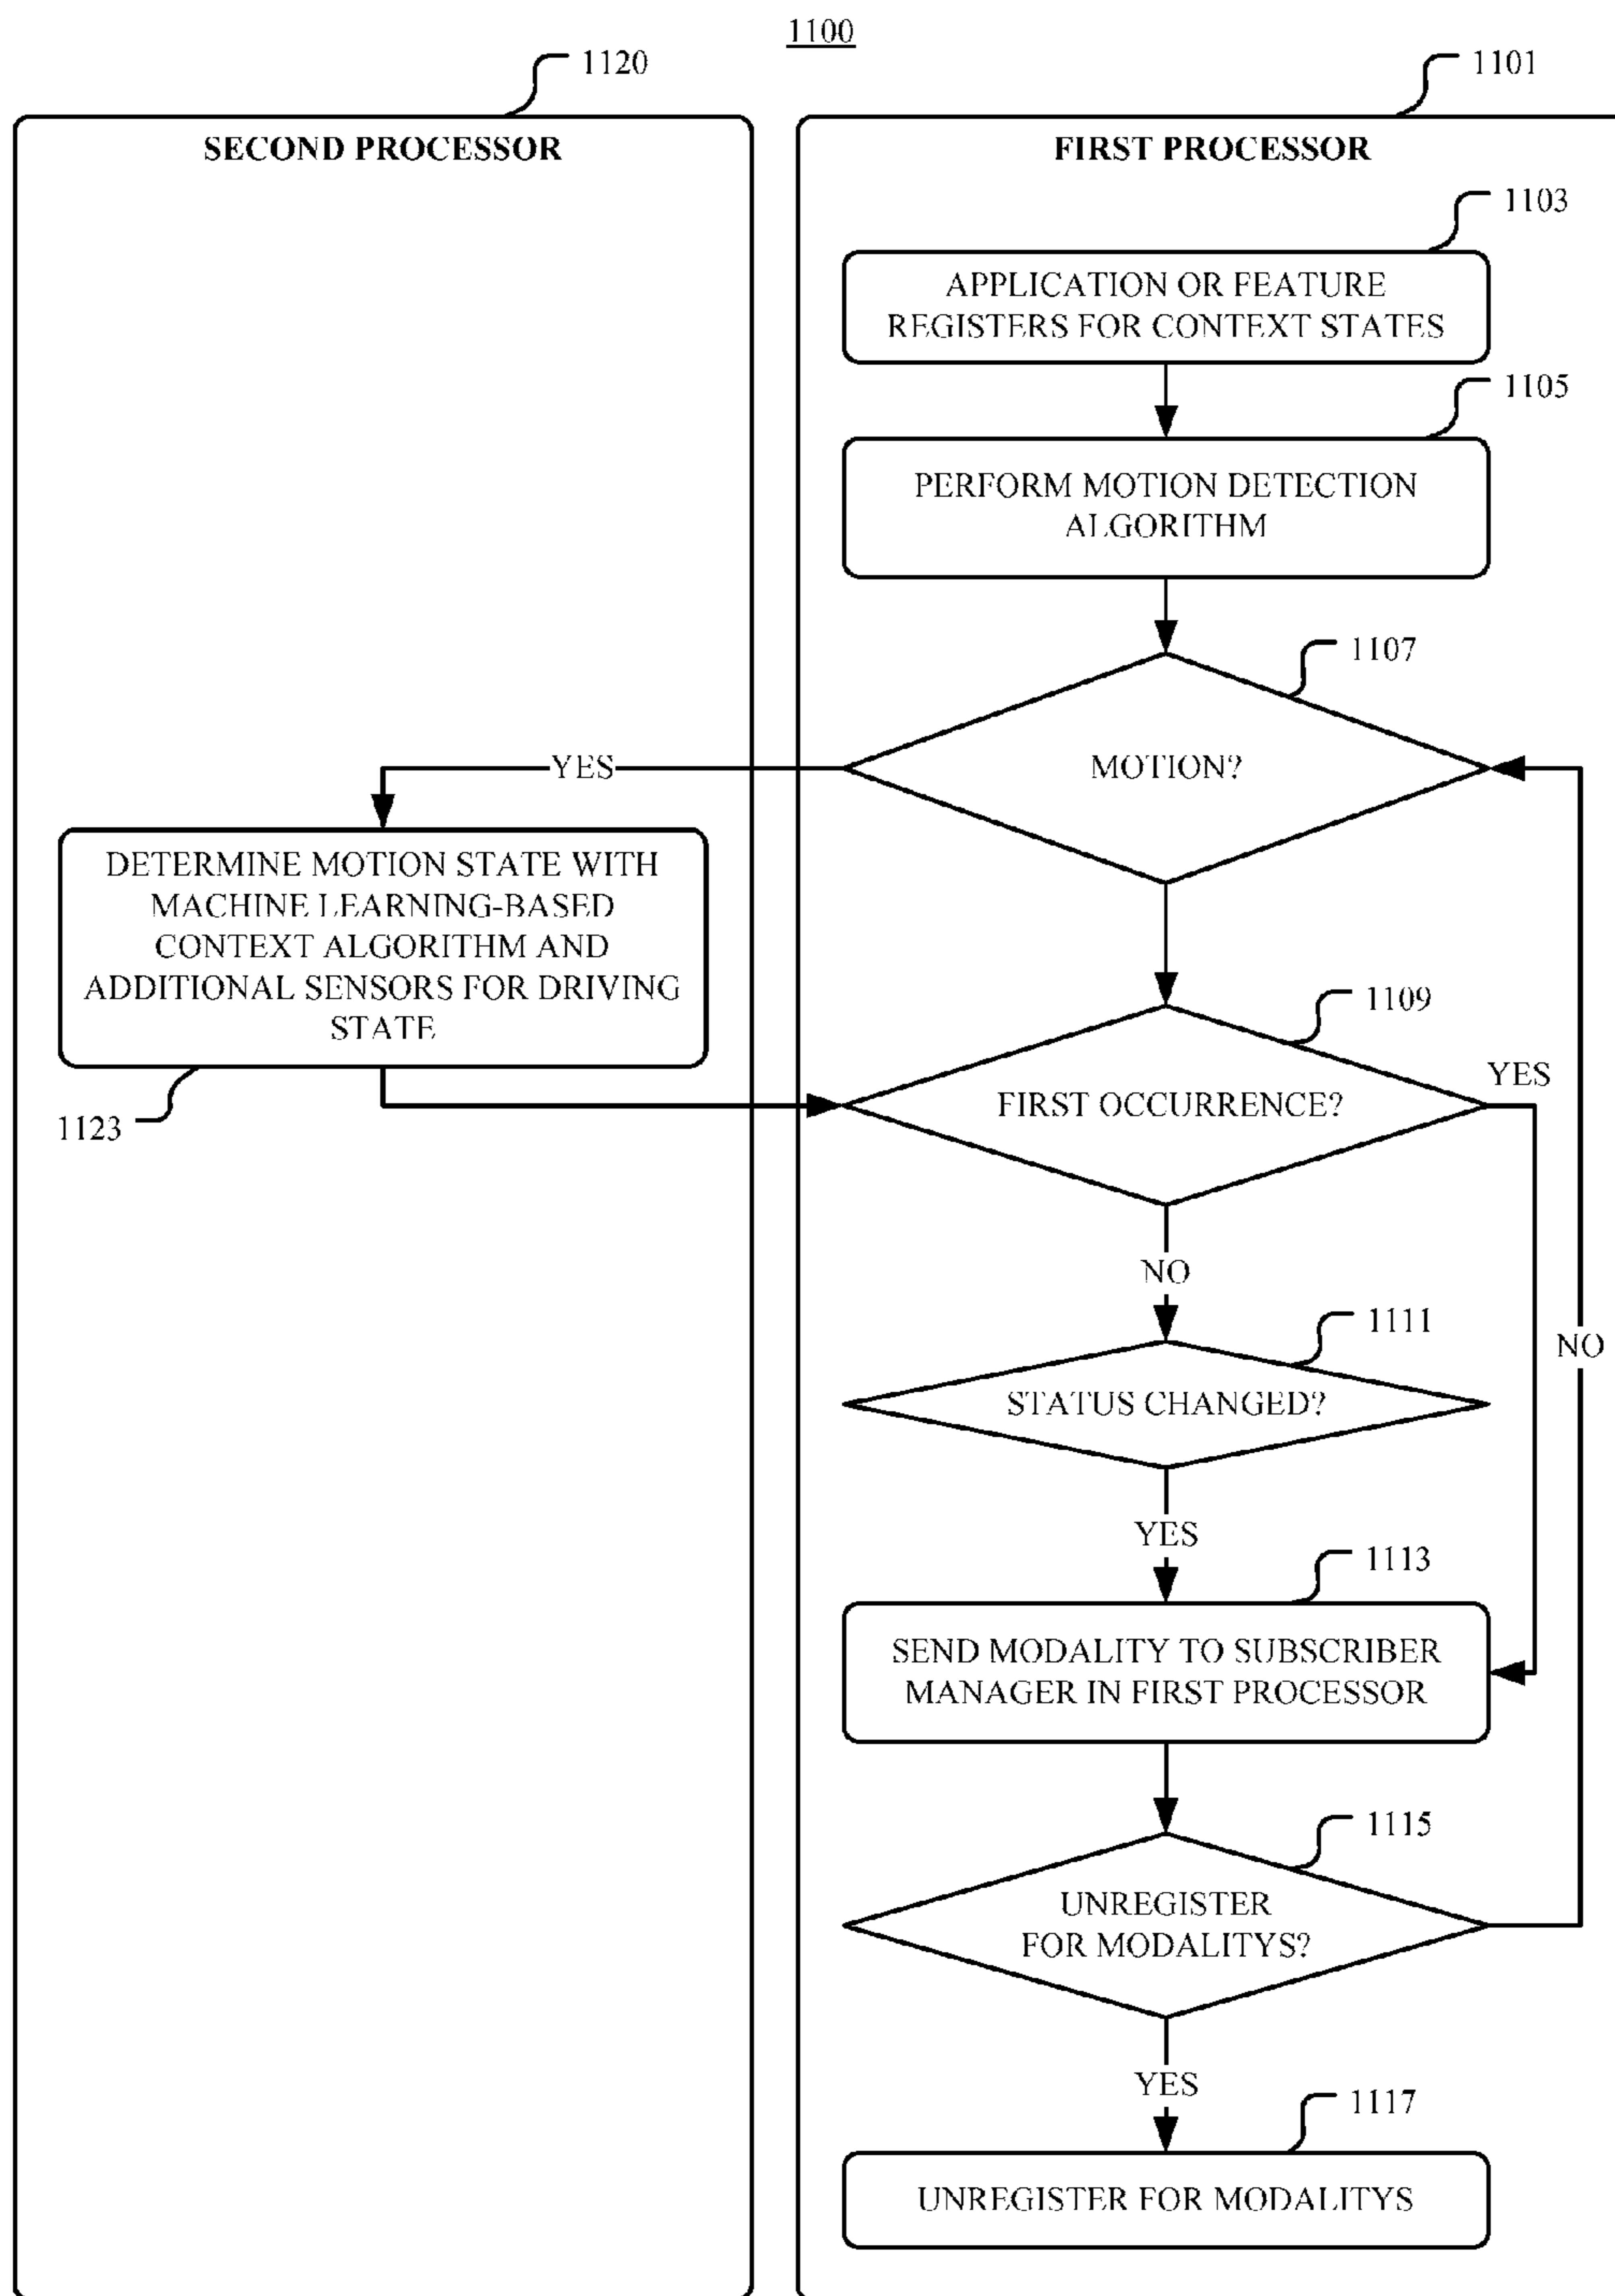 1100
1120
1101
SECOND PROCESSOR
FIRST PROCESSOR
1103
APPLICATION OR FEATURE
REGISTERS FOR CONTEXT STATES
1105
PERFORM MOTION DETECTION
ALGORITHM
1107
MOTION?
YES
DETERMINE MOTION STATE WITH
MACHINE LEARNING-BASED
CONTEXT ALGORITHM AND
ADDITIONAL SENSORS FOR DRIVING
STATE
1123
1109
FIRST OCCURRENCE?
YES
NO
1111
STATUS CHANGED?
NO
YES
1113
SEND MODALITY TO SUBSCRIBER
MANAGER IN FIRST PROCESSOR
1115
UNREGISTER
FOR MODALITYS?
YES
1117
UNREGISTER FOR MODALITYS